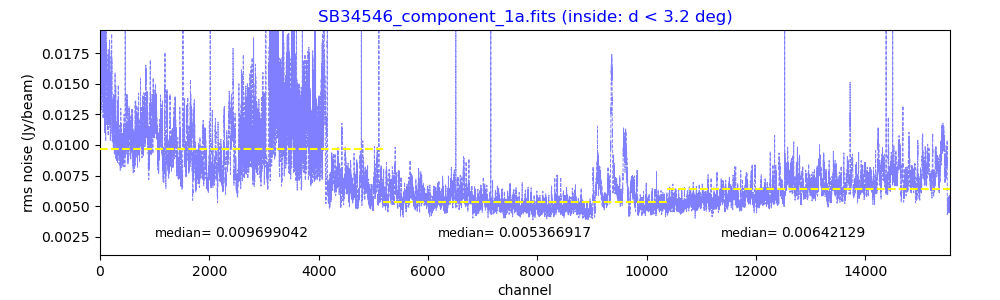 SB34546_component_1a.fits (inside: d < 3.2 deg)
rms noise (Jy/beam)
0.0175
0.0150
0.0125
0.0100
0.0075
0.0050
0.0025
median= 0.009699042 median= 0.005366917 median= 0.00642129
0 2000 4000 6000 8000 10000 12000 14000
channel